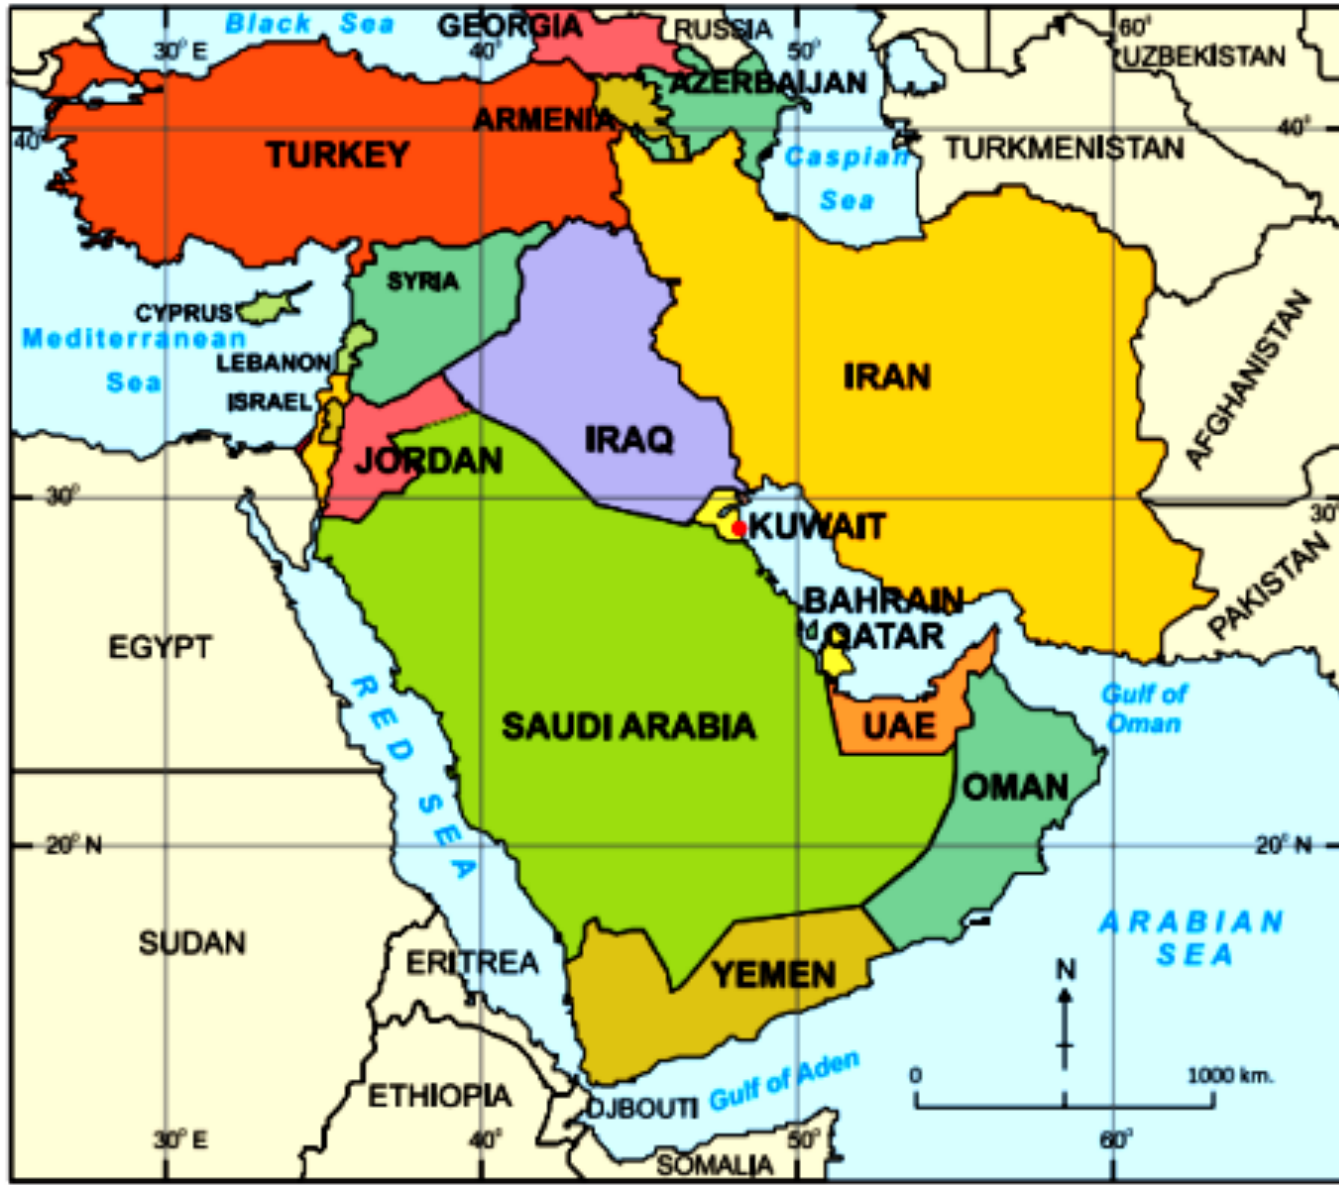 Black Sea
GEORGIA
RUSSIA
30° E
40°
50°
60°
UZBEKISTAN
AZERBAIJAN
ARMENIA
40°
40°
TURKEY
Caspian
Sea
TURKMENISTAN
SYRIA
CYPRUS
Mediterranean
Sea
LEBANON
ISRAEL
IRAN
AFGHANISTAN
IRAQ
JORDAN
30°
30°
KUWAIT
PAKISTAN
BAHRAIN
QATAR
EGYPT
RED SEA
SAUDI ARABIA
UAE
Gulf of
Oman
OMAN
20° N
20° N
SUDAN
ERITREA
YEMEN
ARABIAN
SEA
N
ETHIOPIA
DJBOUTI
Gulf of Aden
0
1000 km.
30° E
40°
50°
60°
SOMALIA